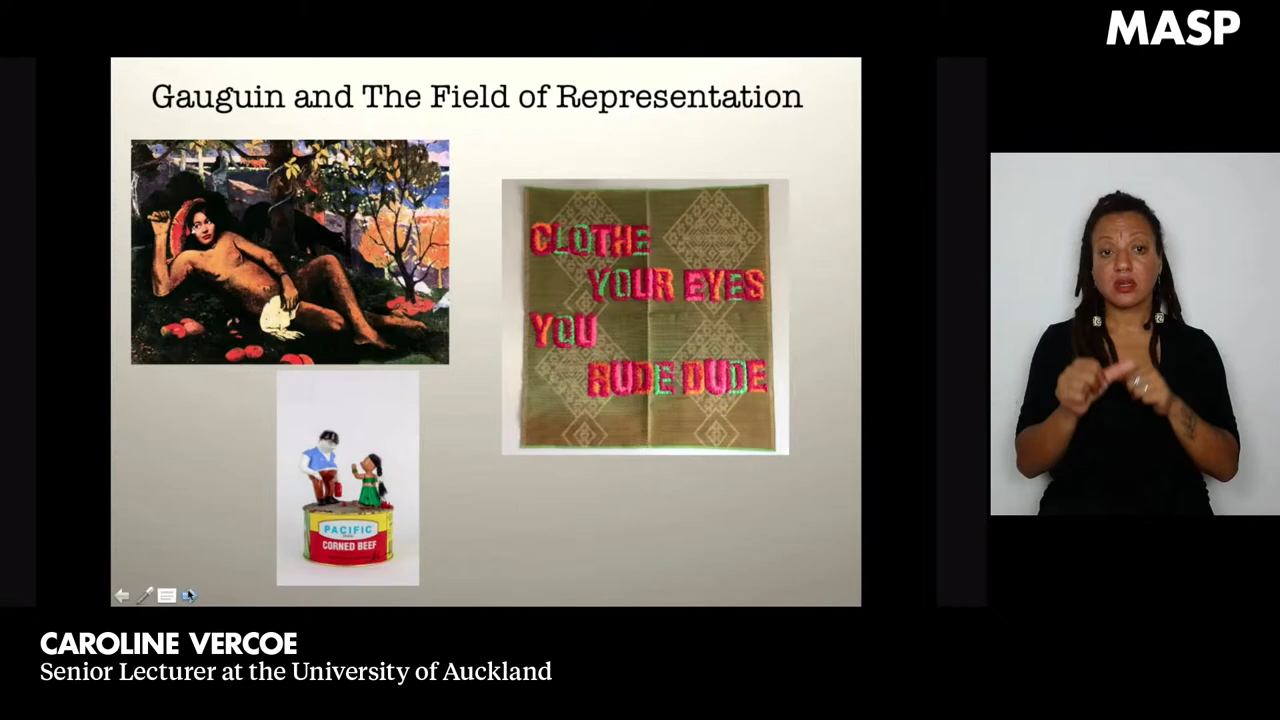 MASP
Gauguin and The Field of Representation
CLOTHE
YOUR EYES
YOU
RUDE DUDE
PACIFIC
CORNED BEEF
CAROLINE VERCOE
Senior Lecturer at the University of Auckland